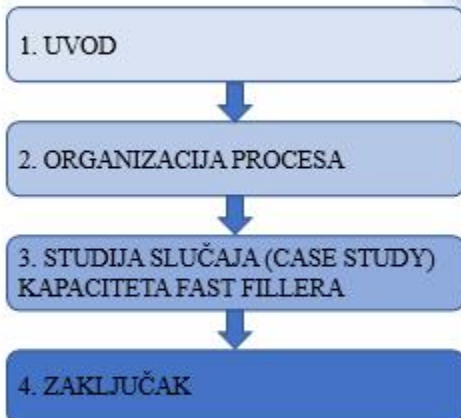 1. UVOD
2. ORGANIZACIJA PROCESA
3. STUDIJA SLUČAJA (CASE STUDY)
KAPACITETA FAST FILLERA
4. ZAKLJUČAK